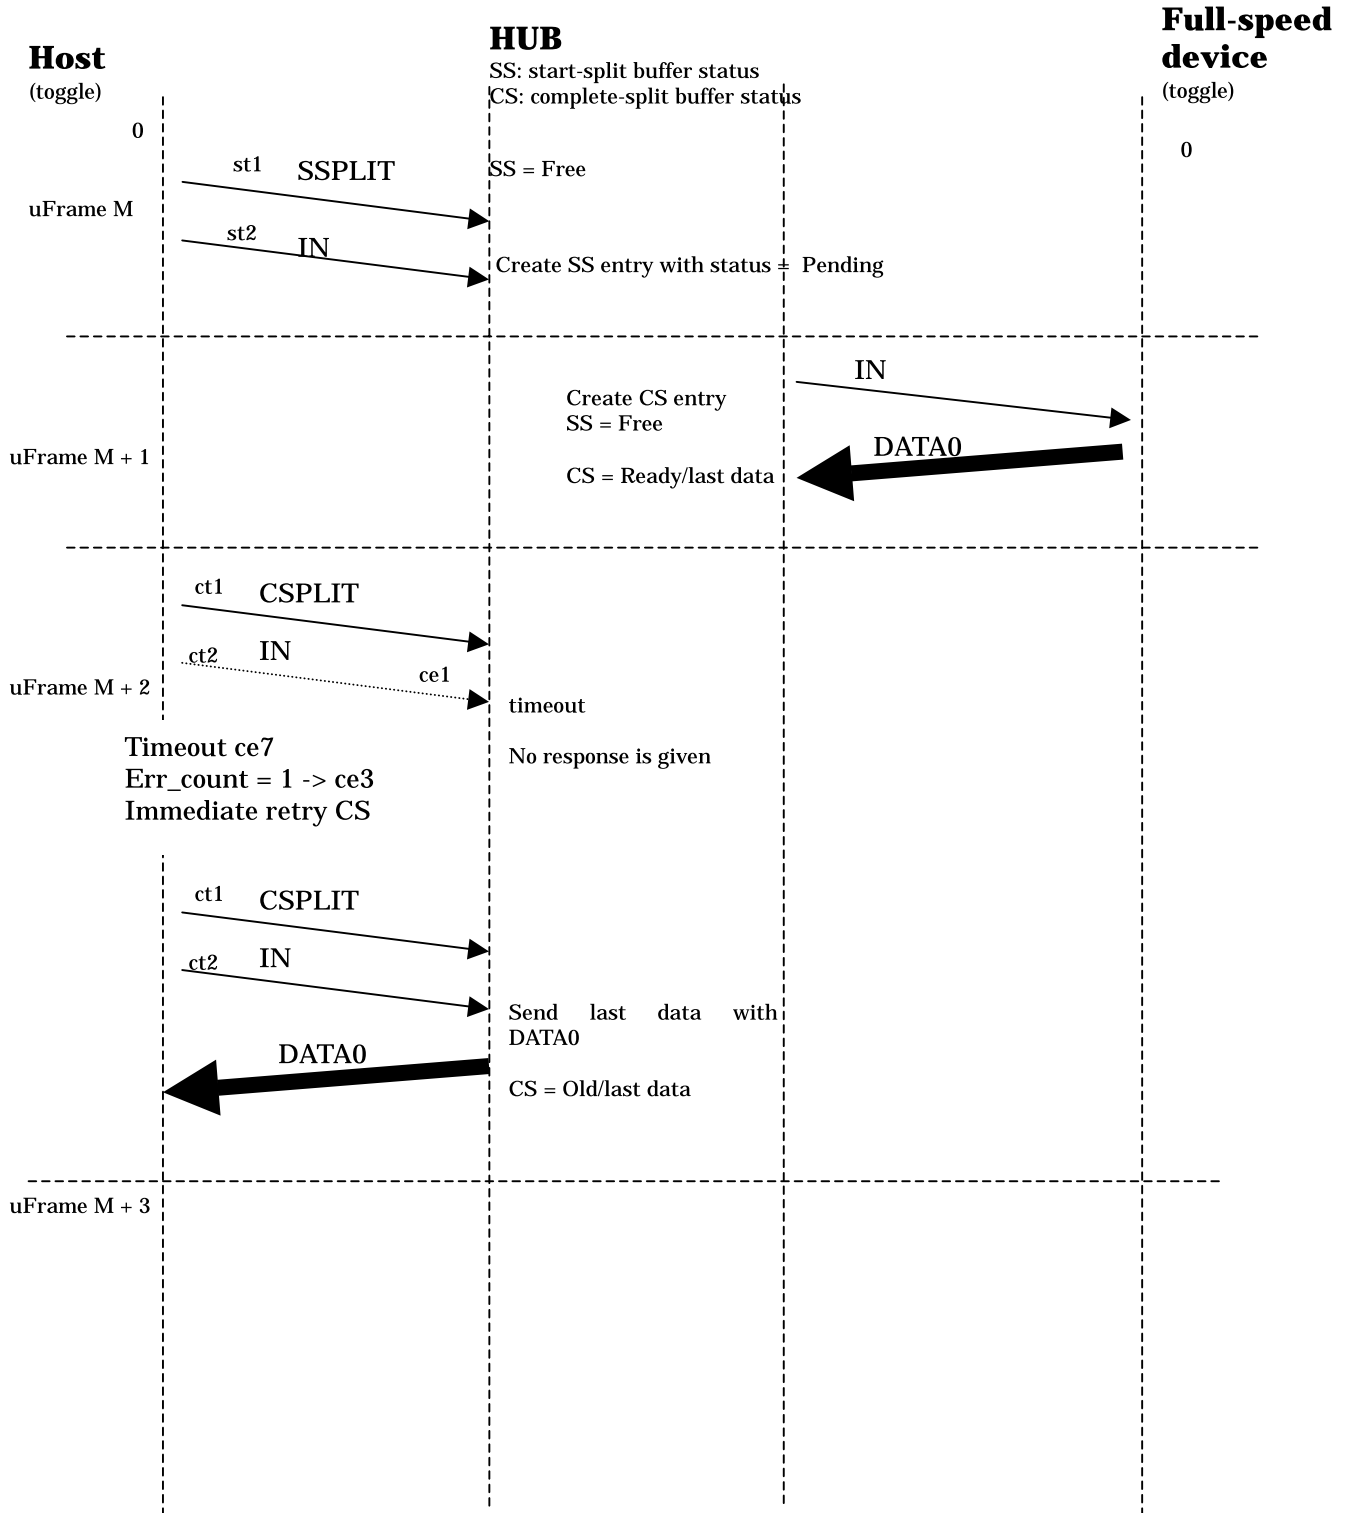 Full-speed
device
(toggle)
HUB
SS: start-split buffer status
CS: complete-split buffer status
Host
(toggle)
0
0
st1 SSPLIT
SS = Free
uFrame M
st2 IN
Create SS entry with status = Pending
IN
Create CS entry
SS = Free
DATA0
uFrame M + 1
CS = Ready/last data
ct1 CSPLIT
ct2 IN
ce1
uFrame M + 2
timeout
Timeout ce7
No response is given
Err_count = 1 -> ce3
Immediate retry CS
ct1 CSPLIT
ct2 IN
Send last data with
DATA0
DATA0
CS = Old/last data
uFrame M + 3